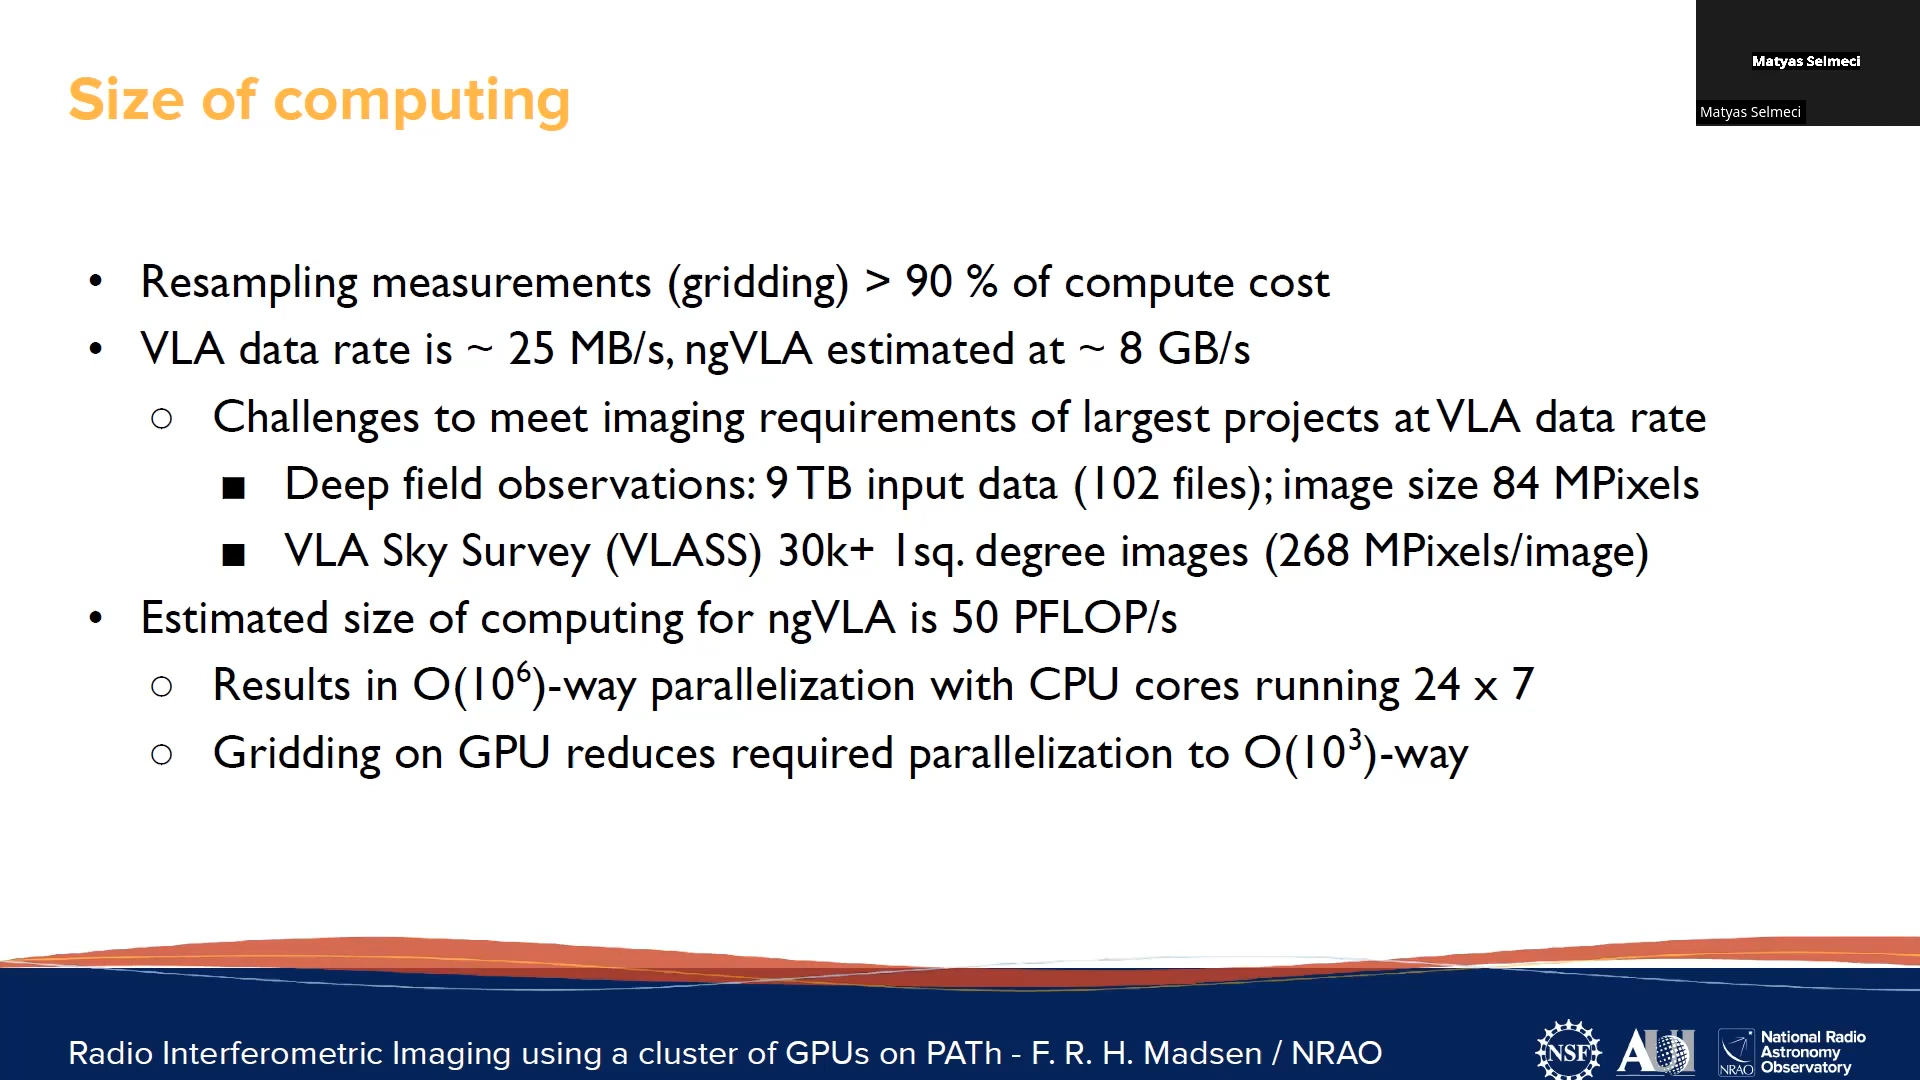 Size of computing
Matyas Selmeci
Matyas Selmeci
• Resampling measurements (gridding) > 90 % of compute cost
• VLA data rate is ~ 25 MB/s, ngVLA estimated at ~ 8 GB/s
○ Challenges to meet imaging requirements of largest projects at VLA data rate
■ Deep field observations: 9 TB input data (102 files); image size 84 MPixels
■ VLA Sky Survey (VLASS) 30k+ 1sq. degree images (268 MPixels/image)
• Estimated size of computing for ngVLA is 50 PFLOP/s
○ Results in O(10⁶)-way parallelization with CPU cores running 24 x 7
○ Gridding on GPU reduces required parallelization to O(10³)-way
Radio Interferometric Imaging using a cluster of GPUs on PATh - F. R. H. Madsen / NRAO
NSF
AUI
NRAO
National Radio
Astronomy
Observatory